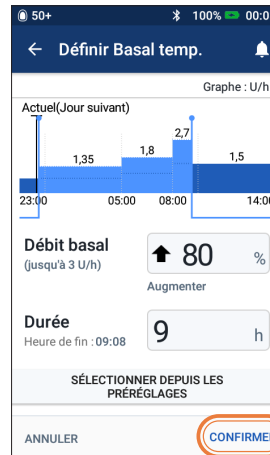 50+ 100% 00:0
Définir Basal temp.
Graphe : U/h
Actuel(Jour suivant)
2,7
1,8
1,35
1,5
23:00 05:00 08:00 14:00
Débit basal
(jusqu'à 3 U/h)
80 %
Augmenter
Durée
Heure de fin : 09:08
9 h
SÉLECTIONNER DEPUIS LES
PRÉRÉGLAGES
ANNULER CONFIRMER